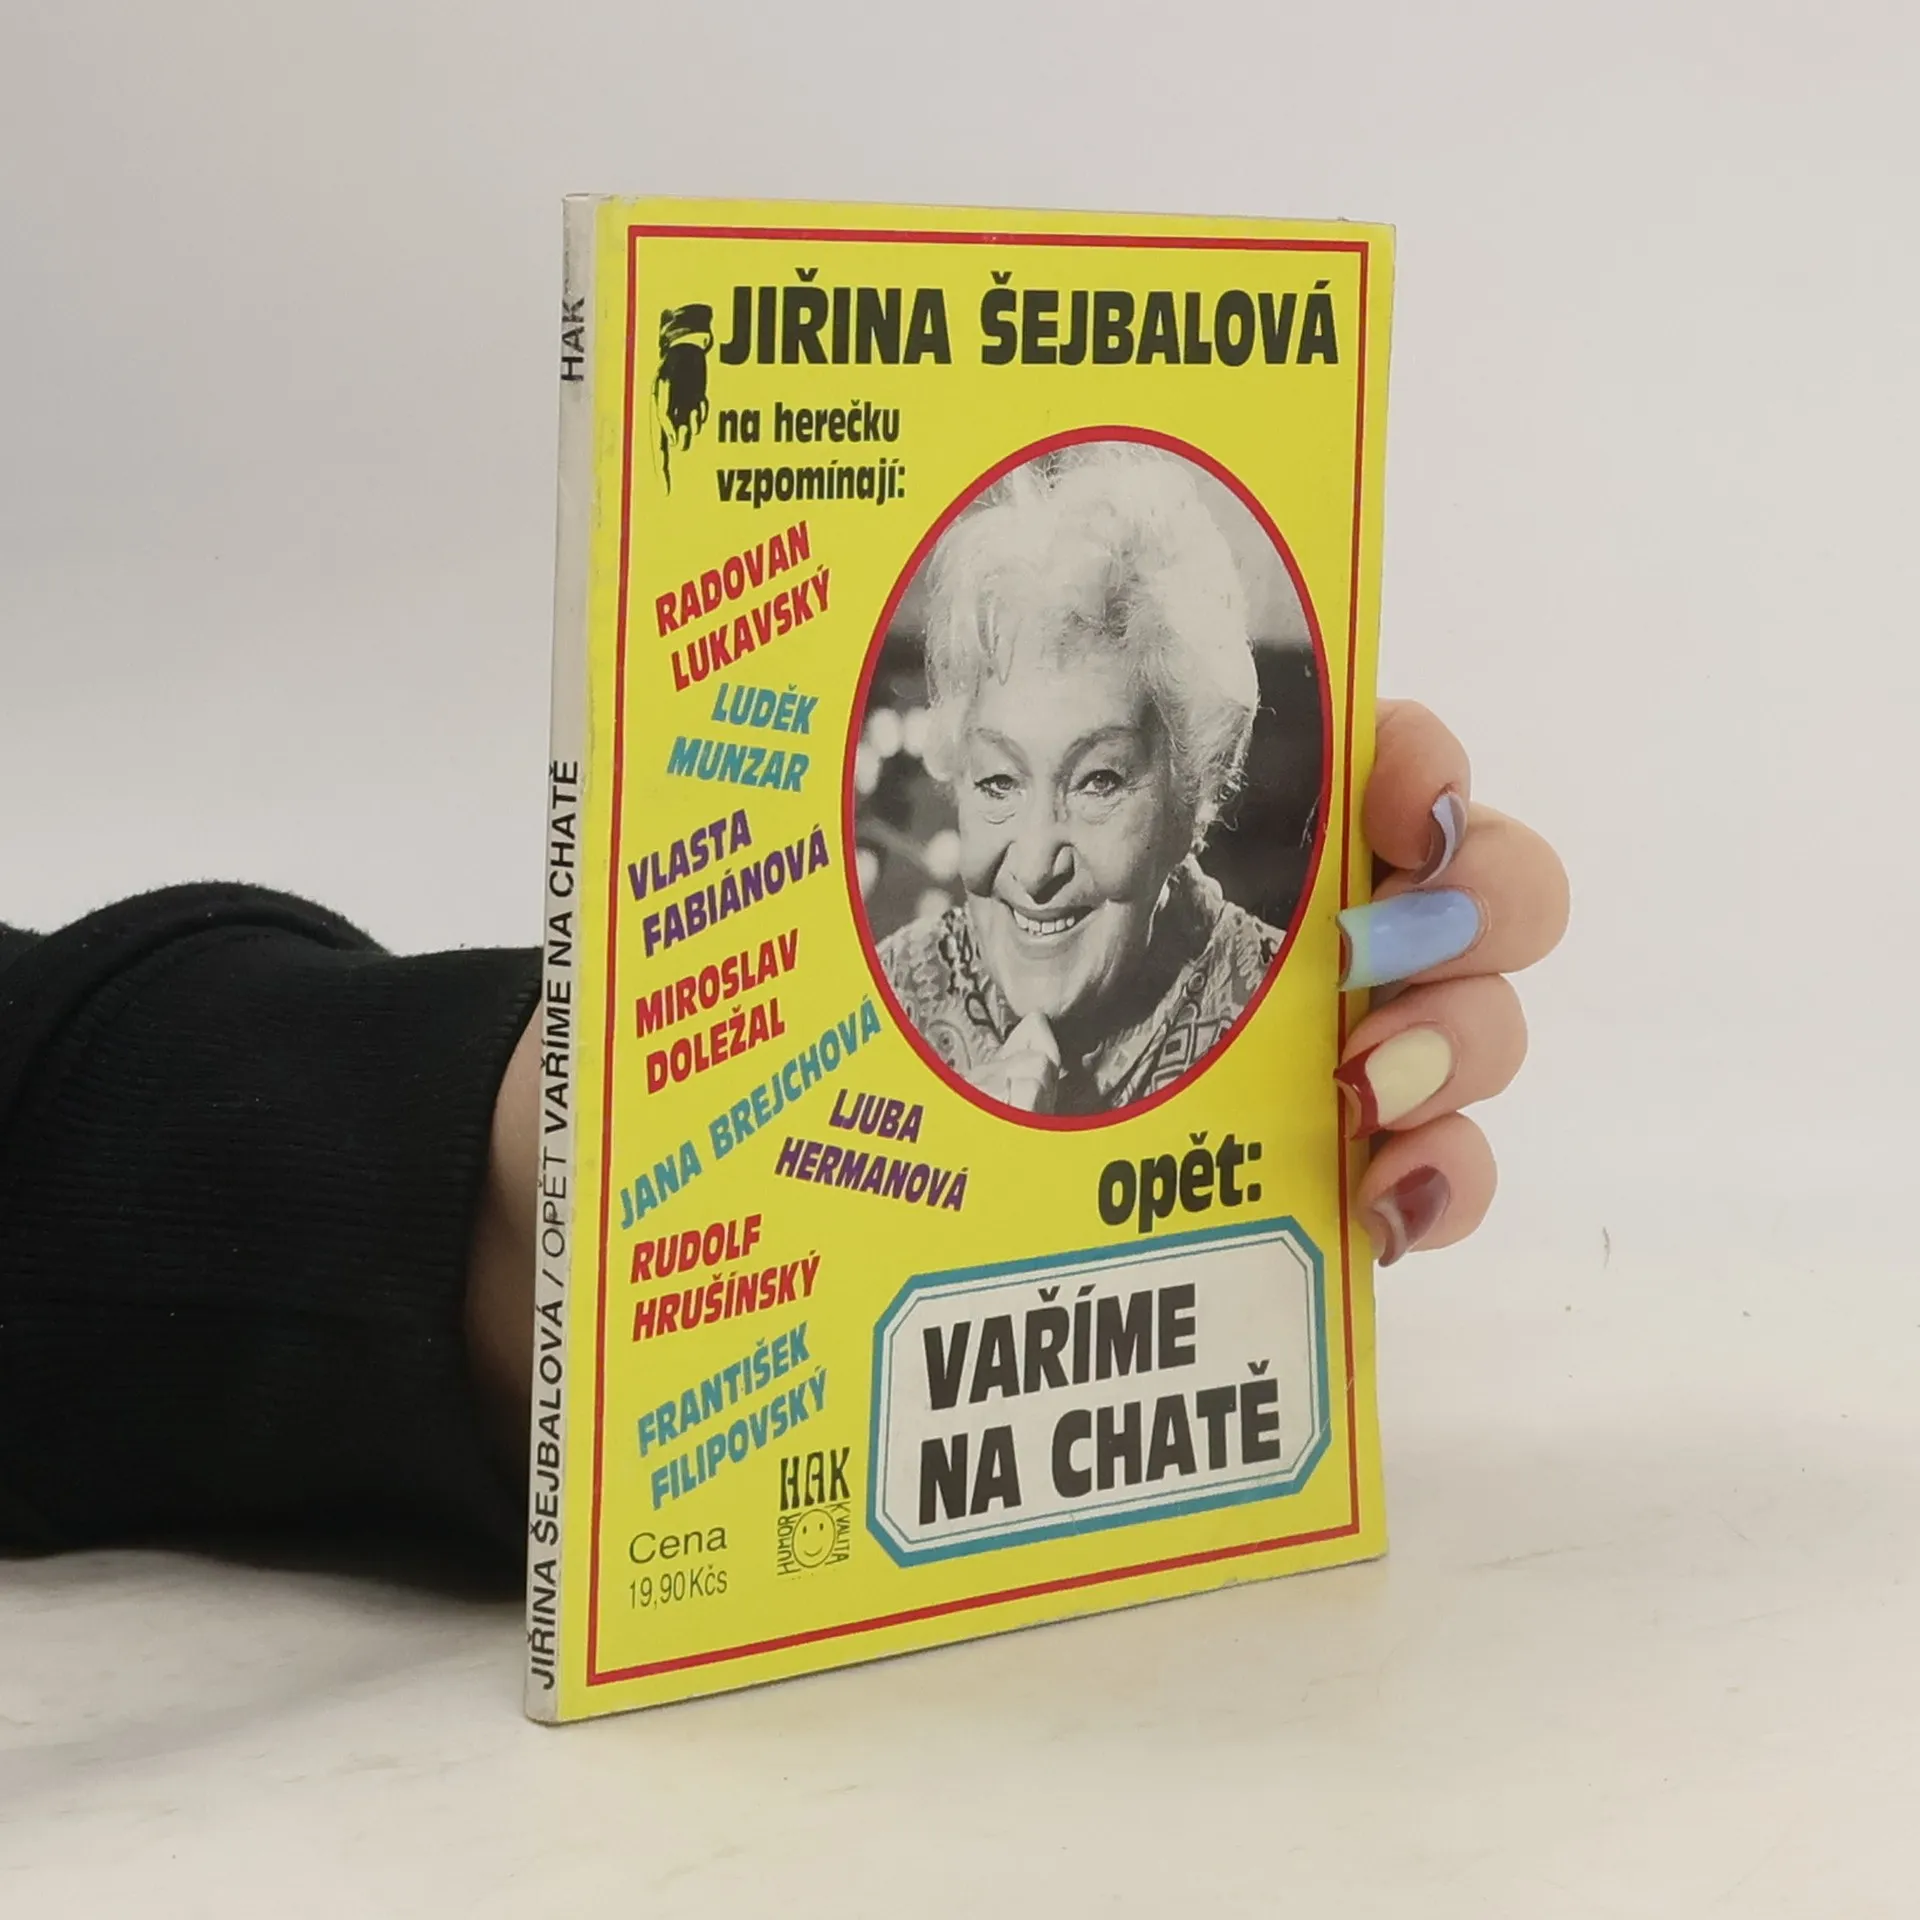 JIŘINA ŠEJBALOVÁ / OPĚT VAŘÍME NA CHATĚ
HAK
JIŘINA ŠEJBALOVÁ
na herečku
vzpomínají:
RADOVAN
LUKAVSKÝ
LUDĚK
MUNZAR
VLASTA
FABIÁNOVÁ
MIROSLAV
DOLEŽAL
JANA BREJCHOVÁ
LJUBA
HERMANOVÁ
RUDOLF
HRUŠÍNSKÝ
FRANTIŠEK
FILIPOVSKÝ
opět:
VAŘÍME
NA CHATĚ
HAK
HUMOR
KVALITA
Cena
19,90 Kčs